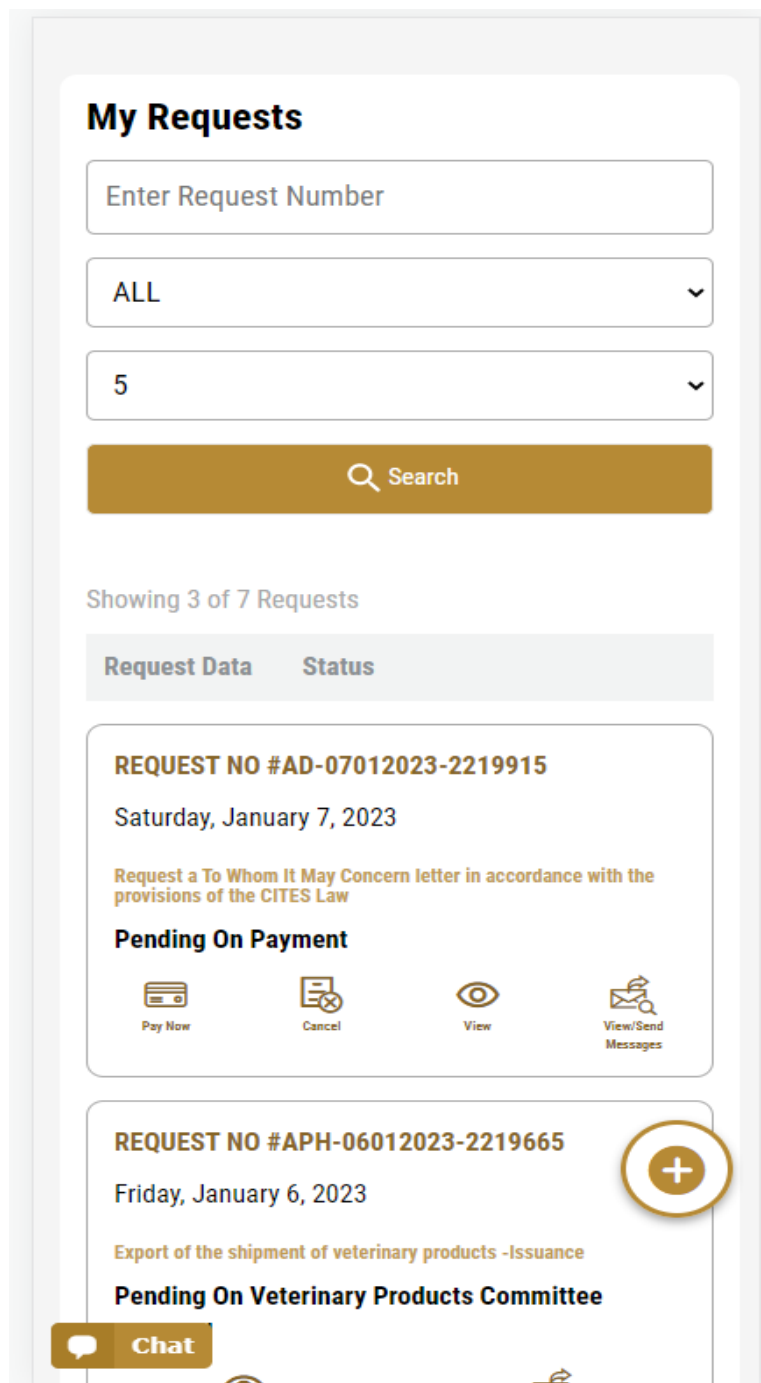 My Requests
Enter Request Number
ALL
5
Search
Showing 3 of 7 Requests
Request Data Status
REQUEST NO #AD-07012023-2219915
Saturday, January 7, 2023
Request a To Whom It May Concern letter in accordance with the
provisions of the CITES Law
Pending On Payment
Pay Now Cancel View View/Send
Messages
REQUEST NO #APH-06012023-2219665
Friday, January 6, 2023
Export of the shipment of veterinary products -Issuance
Pending On Veterinary Products Committee
Chat